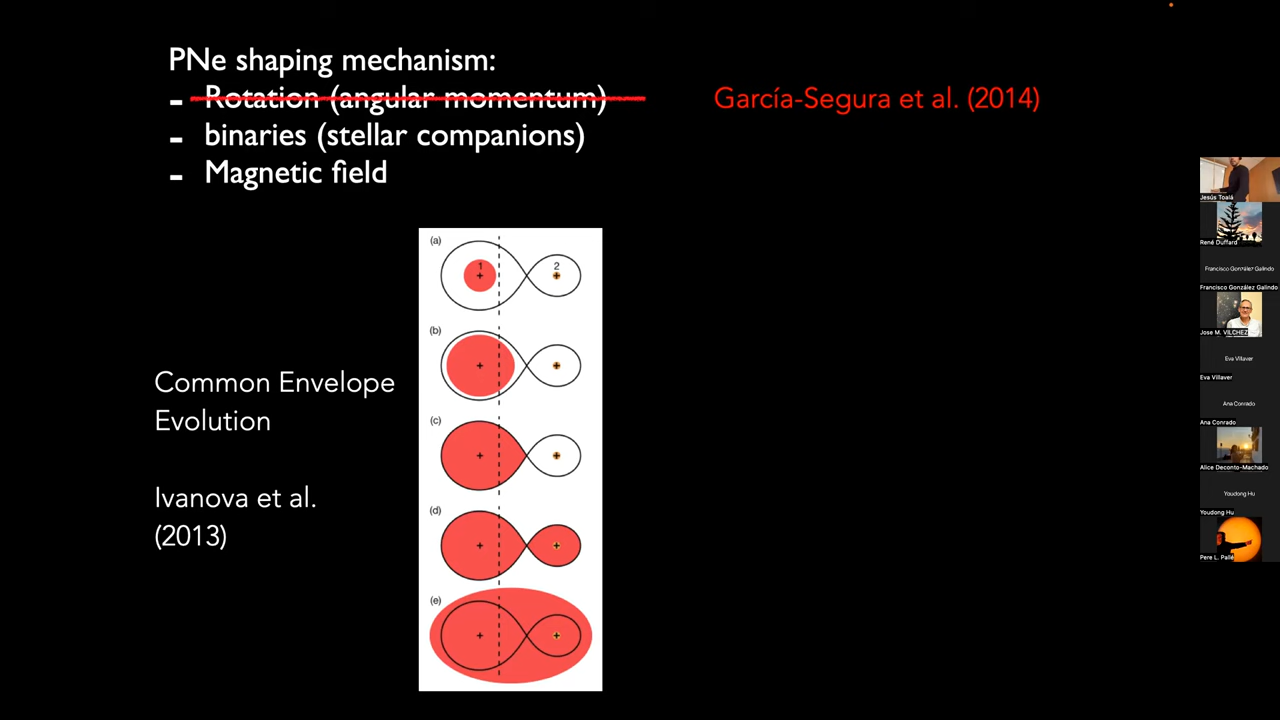 PNe shaping mechanism:
- Rotation (angular momentum)
García-Segura et al. (2014)
- binaries (stellar companions)
- Magnetic field
Common Envelope
Evolution
Ivanova et al.
(2013)
(a)
1
2
(b)
(c)
(d)
(e)
Jesús Toalá
René Duffard
Francisco González Galindo
Francisco González Galindo
Jose M. VILCHEZ
Eva Villaver
Eva Villaver
Ana Conrado
Ana Conrado
Alice Deconto-Machado
Youdong Hu
Youdong Hu
Pere L. Pallé